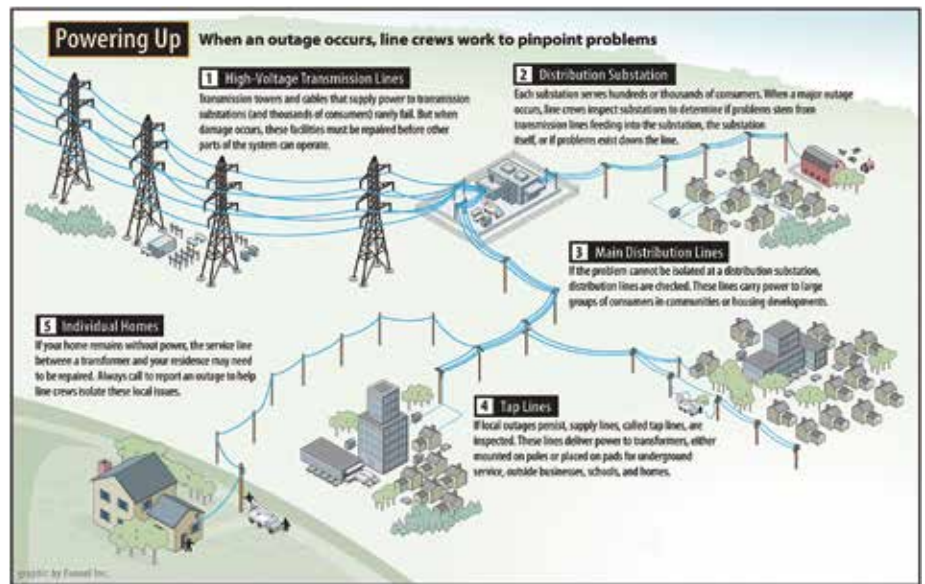 Powering Up When an outage occurs, line crews work to pinpoint problems
1 High-Voltage Transmission Lines
Transmission towers and cables that supply power to transmission
substations (and thousands of consumers) rarely fail. But when
damage occurs, these facilities must be repaired before other
parts of the system can operate.
2 Distribution Substation
Each substation serves hundreds or thousands of consumers. When a major outage
occurs, line crews inspect substations to determine if problems stem from
transmission lines feeding into the substation, the substation
itself, or if problems exist down the line.
3 Main Distribution Lines
If the problem cannot be isolated at a distribution substation,
distribution lines are checked. These lines carry power to large
groups of consumers in communities or housing developments.
4 Tap Lines
If local outages persist, supply lines, called tap lines, are
inspected. These lines deliver power to transformers, either
mounted on poles or placed on pads for underground
service, outside businesses, schools, and homes.
5 Individual Homes
If your home remains without power, the service line
between a transformer and your residence may need
to be repaired. Always call to report an outage to help
line crews isolate these local issues.
graphic by Funnel Inc.